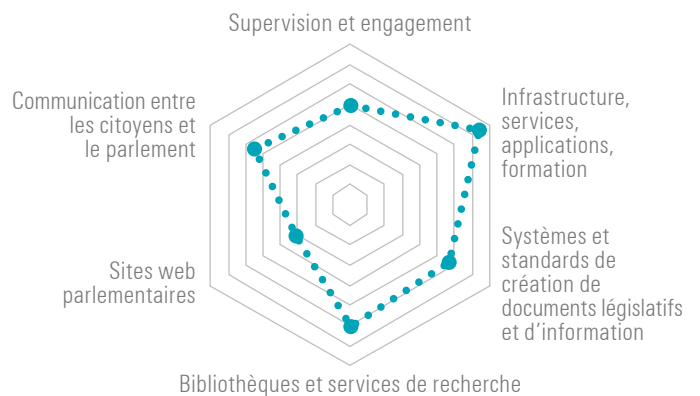 Supervision et engagement
Infrastructure,
services,
applications,
formation
Systèmes et
standards de
création de
documents législatifs
et d’information
Bibliothèques et services de recherche
Sites web
parlementaires
Communication entre
les citoyens et
le parlement